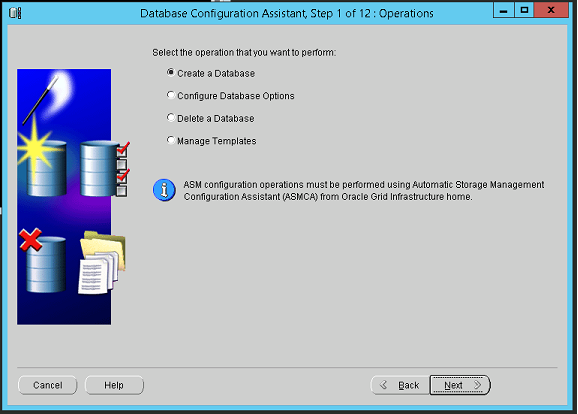 Database Configuration Assistant, Step 1 of 12 : Operations
Select the operation that you want to perform:
Create a Database
Configure Database Options
Delete a Database
Manage Templates
ASM configuration operations must be performed using Automatic Storage Management
Configuration Assistant (ASMCA) from Oracle Grid Infrastructure home.
Cancel
Help
Back
Next